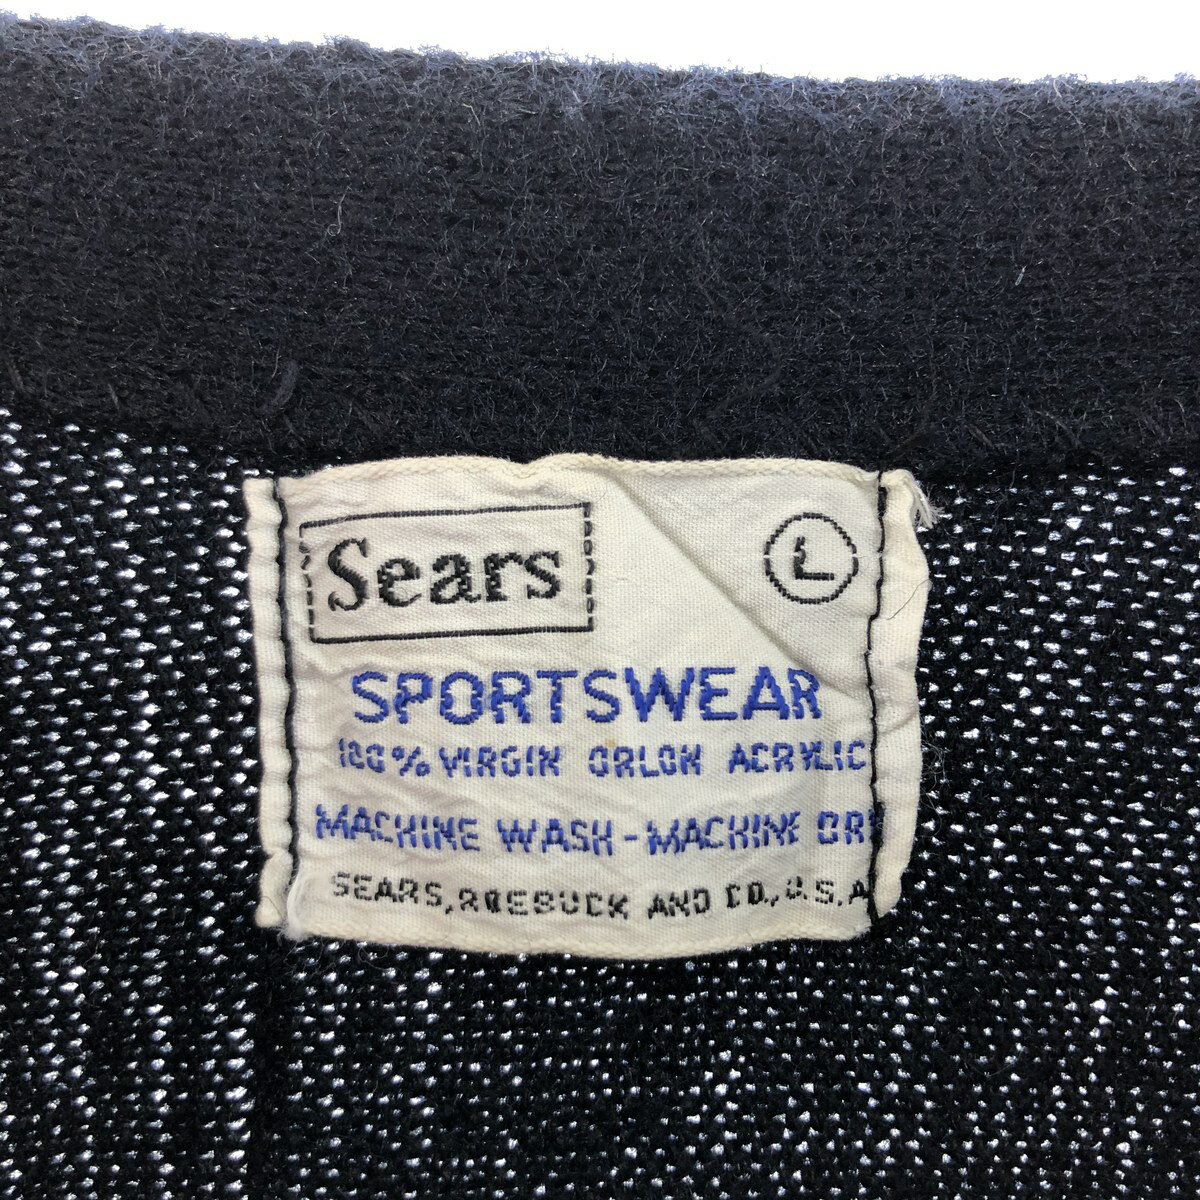 Sears L
SPORTSWEAR
100% VIRGIN ORLON ACRYLIC
MACHINE WASH - MACHINE DRY
SEARS, ROEBUCK AND CO., U.S.A